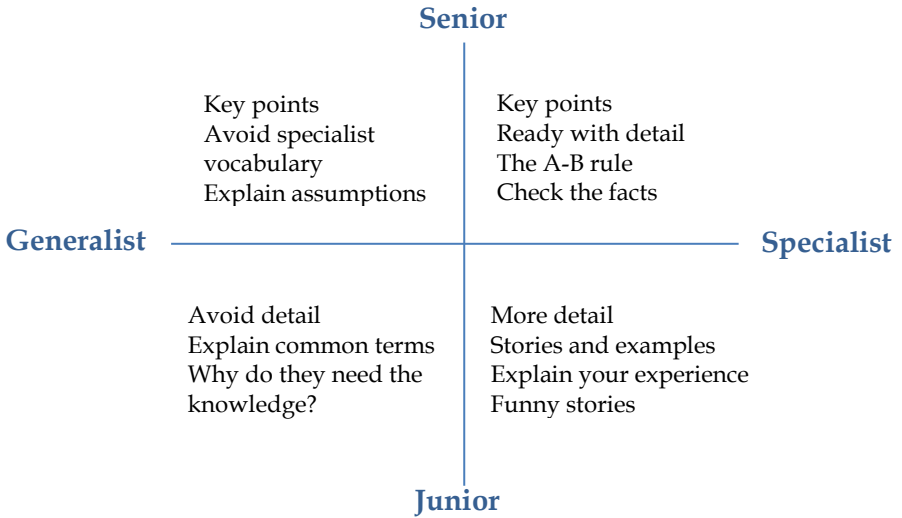 Senior
Key points
Avoid specialist
vocabulary
Explain assumptions
Key points
Ready with detail
The A-B rule
Check the facts
Generalist
Specialist
Avoid detail
Explain common terms
Why do they need the
knowledge?
More detail
Stories and examples
Explain your experience
Funny stories
Junior